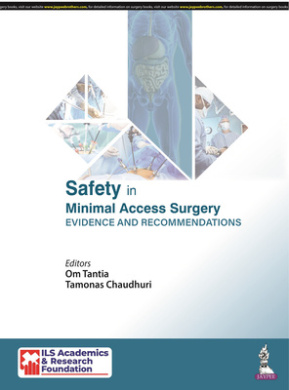 Safety in
Minimal Access Surgery
EVIDENCE AND RECOMMENDATIONS
Editors
Om Tantia
Tamonas Chaudhuri
ILS Academics
& Research
Foundation